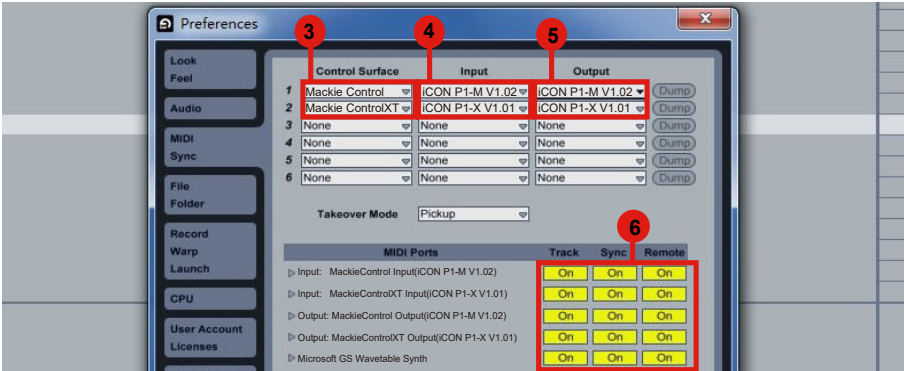 Preferences
3 4 5
Look
Feel
Audio
MIDI
Sync
File
Folder
Record
Warp
Launch
CPU
User Account
Licenses
Control Surface Input Output
1 Mackie Control iCON P1-M V1.02 iCON P1-M V1.02 Dump
2 Mackie ControlXT iCON P1-X V1.01 iCON P1-X V1.01 Dump
3 None None None Dump
4 None None None Dump
5 None None None Dump
6 None None None Dump
Takeover Mode Pickup
6
MIDI Ports Track Sync Remote
Input: MackieControl Input(iCON P1-M V1.02) On On On
Input: MackieControlXT Input(iCON P1-X V1.01) On On On
Output: MackieControl Output(iCON P1-M V1.02) On On On
Output: MackieControlXT Output(iCON P1-X V1.01) On On On
Microsoft GS Wavetable Synth On On On